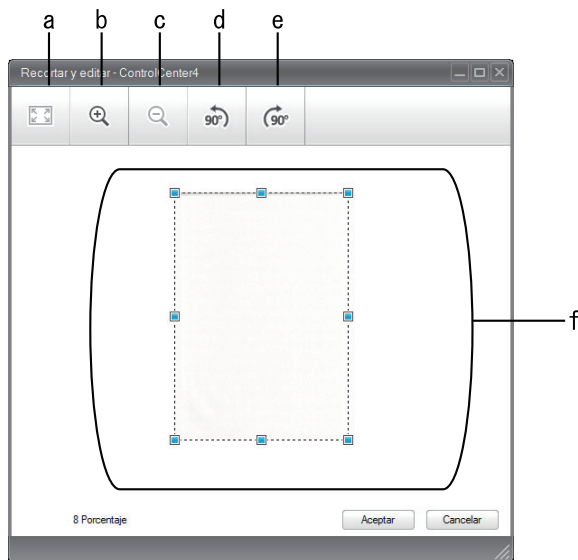 a b c d e
Recortar y editar - ControlCenter4
90° 90°
f
8 Porcentaje Aceptar Cancelar